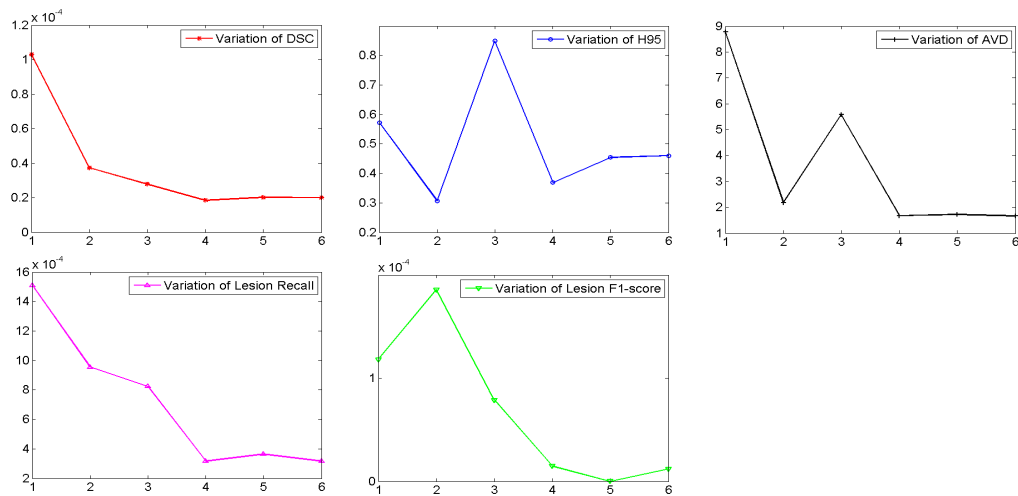 x 10⁻⁴
1.2
1
0.8
0.6
0.4
0.2
0
1 2 3 4 5 6
Variation of DSC
0.8
0.7
0.6
0.5
0.4
0.3
0.2
1 2 3 4 5 6
Variation of H95
9
8
7
6
5
4
3
2
1
1 2 3 4 5 6
Variation of AVD
x 10⁻⁴
16
14
12
10
8
6
4
2
1 2 3 4 5 6
Variation of Lesion Recall
x 10⁻⁴
1
0
1 2 3 4 5 6
Variation of Lesion F1-score